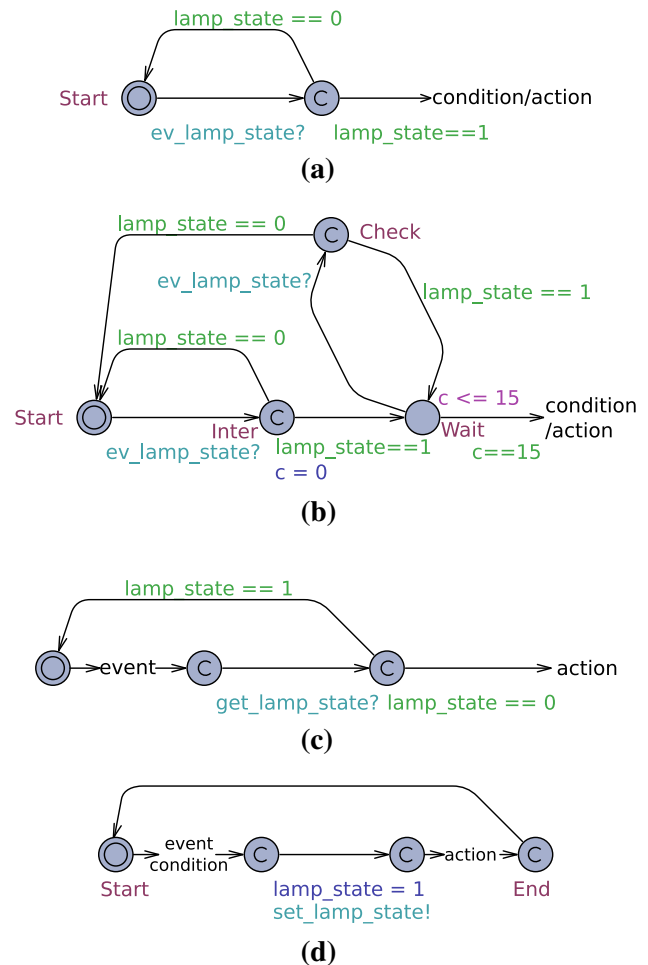 lamp_state == 0
Start
C
condition/action
ev_lamp_state?
lamp_state==1
(a)
lamp_state == 0
C
Check
ev_lamp_state?
lamp_state == 1
lamp_state == 0
c <= 15
condition
/action
Start
C
Inter
Wait
ev_lamp_state?
lamp_state==1
c==15
c = 0
(b)
lamp_state == 1
event
C
C
action
get_lamp_state?
lamp_state == 0
(c)
event
condition
C
C
action
C
Start
lamp_state = 1
End
set_lamp_state!
(d)